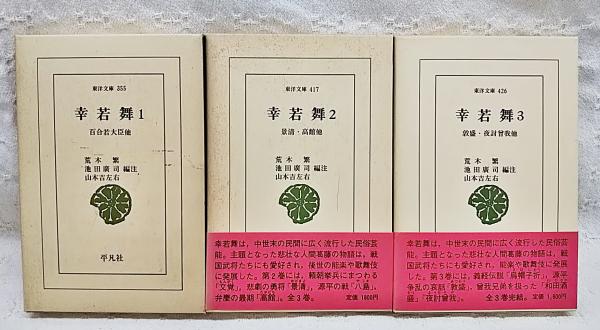 東洋文庫 355
幸若舞1
百合若大臣他
荒木 繁
池田廣司 編注
山本吉左右
平凡社
東洋文庫 417
幸若舞2
景清・高館他
荒木 繁
池田廣司 編注
山本吉左右
幸若舞は、中世末の民間に広く流行した民俗芸
能。主題となった悲壮な人間葛藤の物語は、戦
国武将たちにも愛好され、後世の能楽や歌舞伎
に発展した。第2巻には、頼朝挙兵にまつわる
「文覚」、悲劇の勇将「景清」、源平の戦「八島」、
弁慶の最期「高館」。全3巻。
定価 1800円
東洋文庫 426
幸若舞3
敦盛・夜討曾我他
荒木 繁
池田廣司 編注
山本吉左右
幸若舞は、中世末の民間に広く流行した民俗芸
能。主題となった悲壮な人間葛藤の物語は、戦
国武将たちにも愛好され、後世の能楽や歌舞伎
に発展した。第3巻には、義経伝説「烏帽子折」、源平
争乱の哀話「敦盛」、曾我兄弟を扱った「和田酒
盛」「夜討曾我」。
全3巻完結。
定価 1,800円